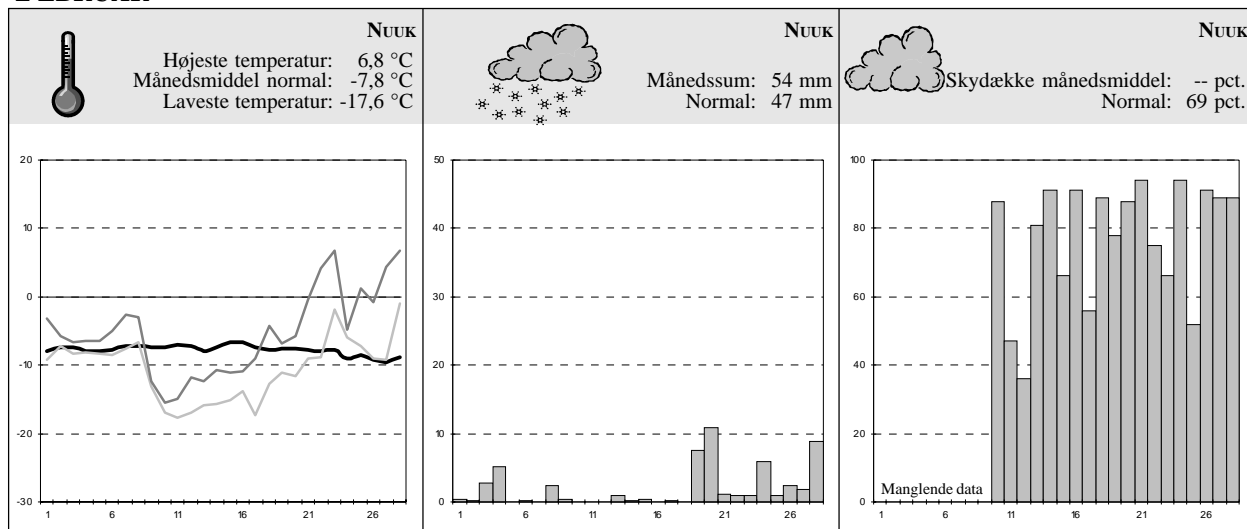 NUUK
Højeste temperatur: 6,8 °C
Månedsmiddel normal: -7,8 °C
Laveste temperatur: -17,6 °C
20
10
0
-10
-20
-30
1 6 11 16 21 26
NUUK
Månedssum: 54 mm
Normal: 47 mm
50
40
30
20
10
0
1 6 11 16 21 26
NUUK
Skydække månedsmiddel: -- pct.
Normal: 69 pct.
100
80
60
40
20
0
Manglende data
1 6 11 16 21 26